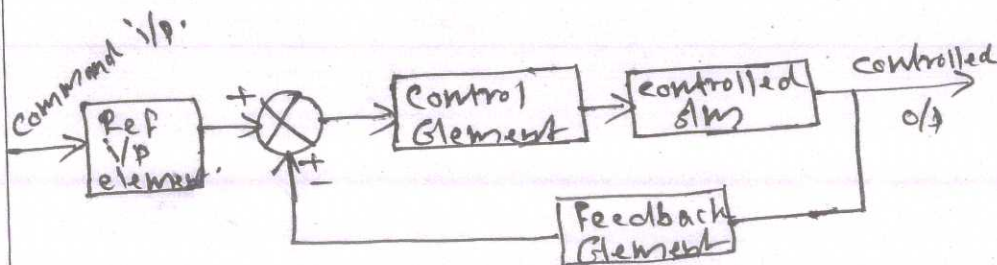 command i/p.
Ref
i/p
element.
+
+
-
Control
Element
controlled
s/m
controlled
o/p
Feedback
Element